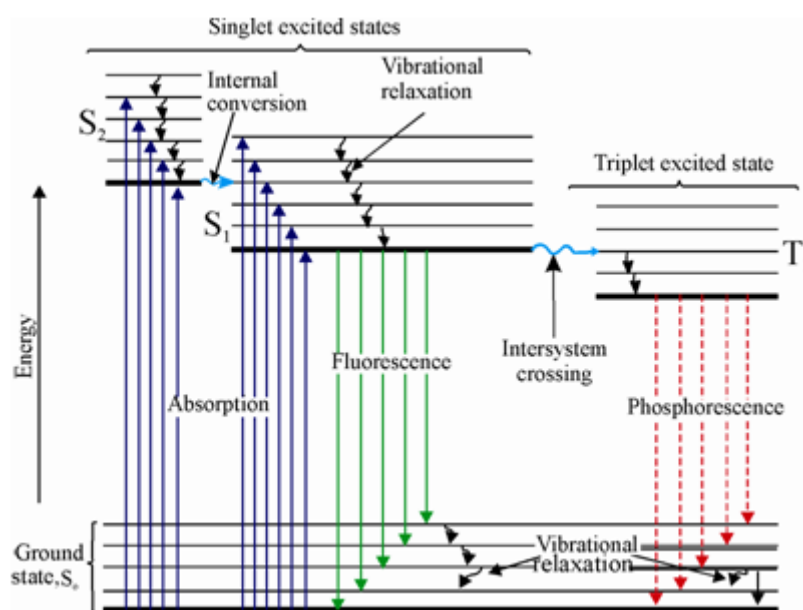 Singlet excited states
Internal
conversion
Vibrational
relaxation
S₂
Triplet excited state
S₁
T
Energy
Fluorescence
Intersystem
crossing
Absorption
Phosphorescence
Ground
state, S₀
Vibrational
relaxation